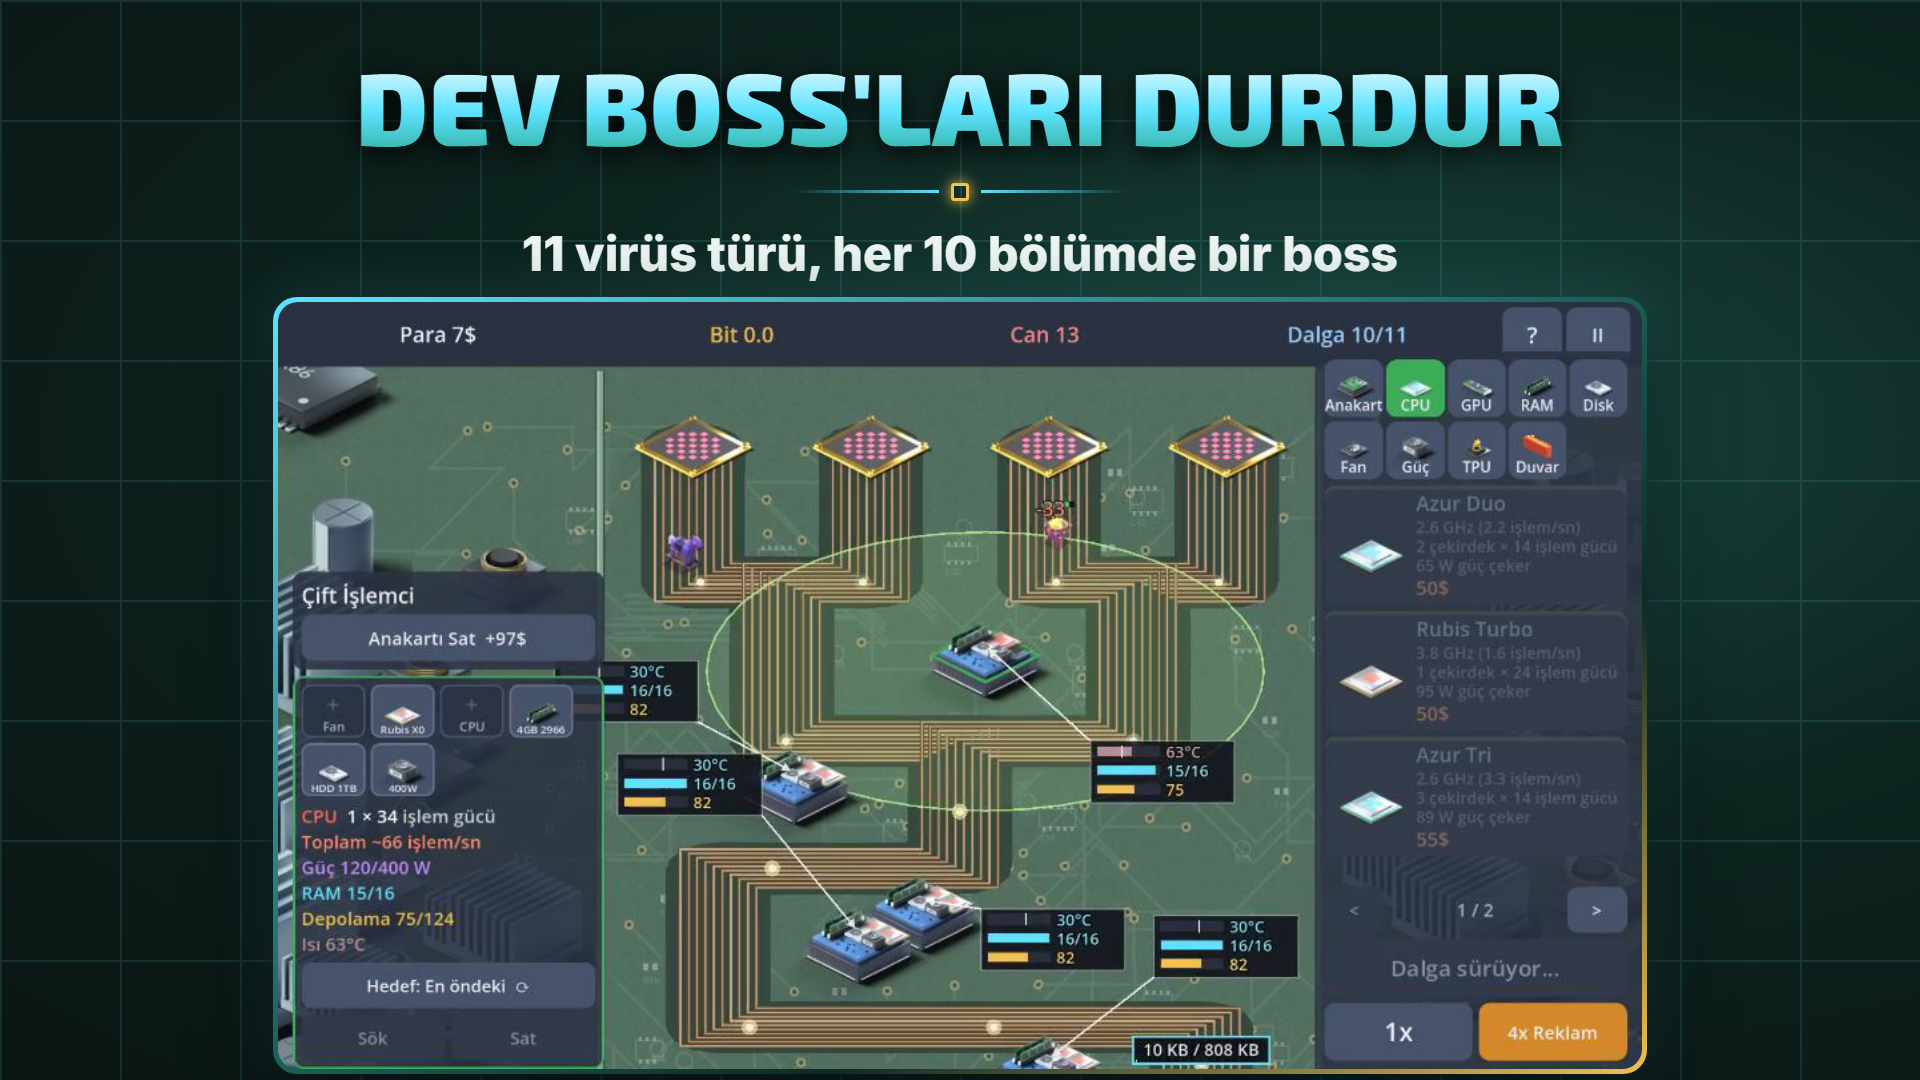 DEV BOSS'LARI DURDUR
11 virüs türü, her 10 bölümde bir boss
Para 7$
Bit 0.0
Can 13
Dalga 10/11
?
Anakart
CPU
GPU
RAM
Disk
Fan
Güç
TPU
Duvar
Azur Duo
2.6 GHz (2.2 işlem/sn)
2 çekirdek × 14 işlem gücü
65 W güç çeker
50$
Rubis Turbo
3.8 GHz (1.6 işlem/sn)
1 çekirdek × 24 işlem gücü
95 W güç çeker
50$
Azur Tri
2.6 GHz (3.3 işlem/sn)
3 çekirdek × 14 işlem gücü
89 W güç çeker
55$
< 1 / 2 >
Dalga sürüyor...
1x
4x Reklam
-33
Çift İşlemci
Anakartı Sat +97$
+ Fan
Rubis X0
+ CPU
4GB 2966
HDD 1TB
400W
CPU 1 × 34 işlem gücü
Toplam ~66 işlem/sn
Güç 120/400 W
RAM 15/16
Depolama 75/124
Isı 63°C
Hedef: En öndeki
Sök
Sat
30°C
16/16
82
30°C
16/16
82
63°C
15/16
75
30°C
16/16
82
30°C
16/16
82
10 KB / 808 KB